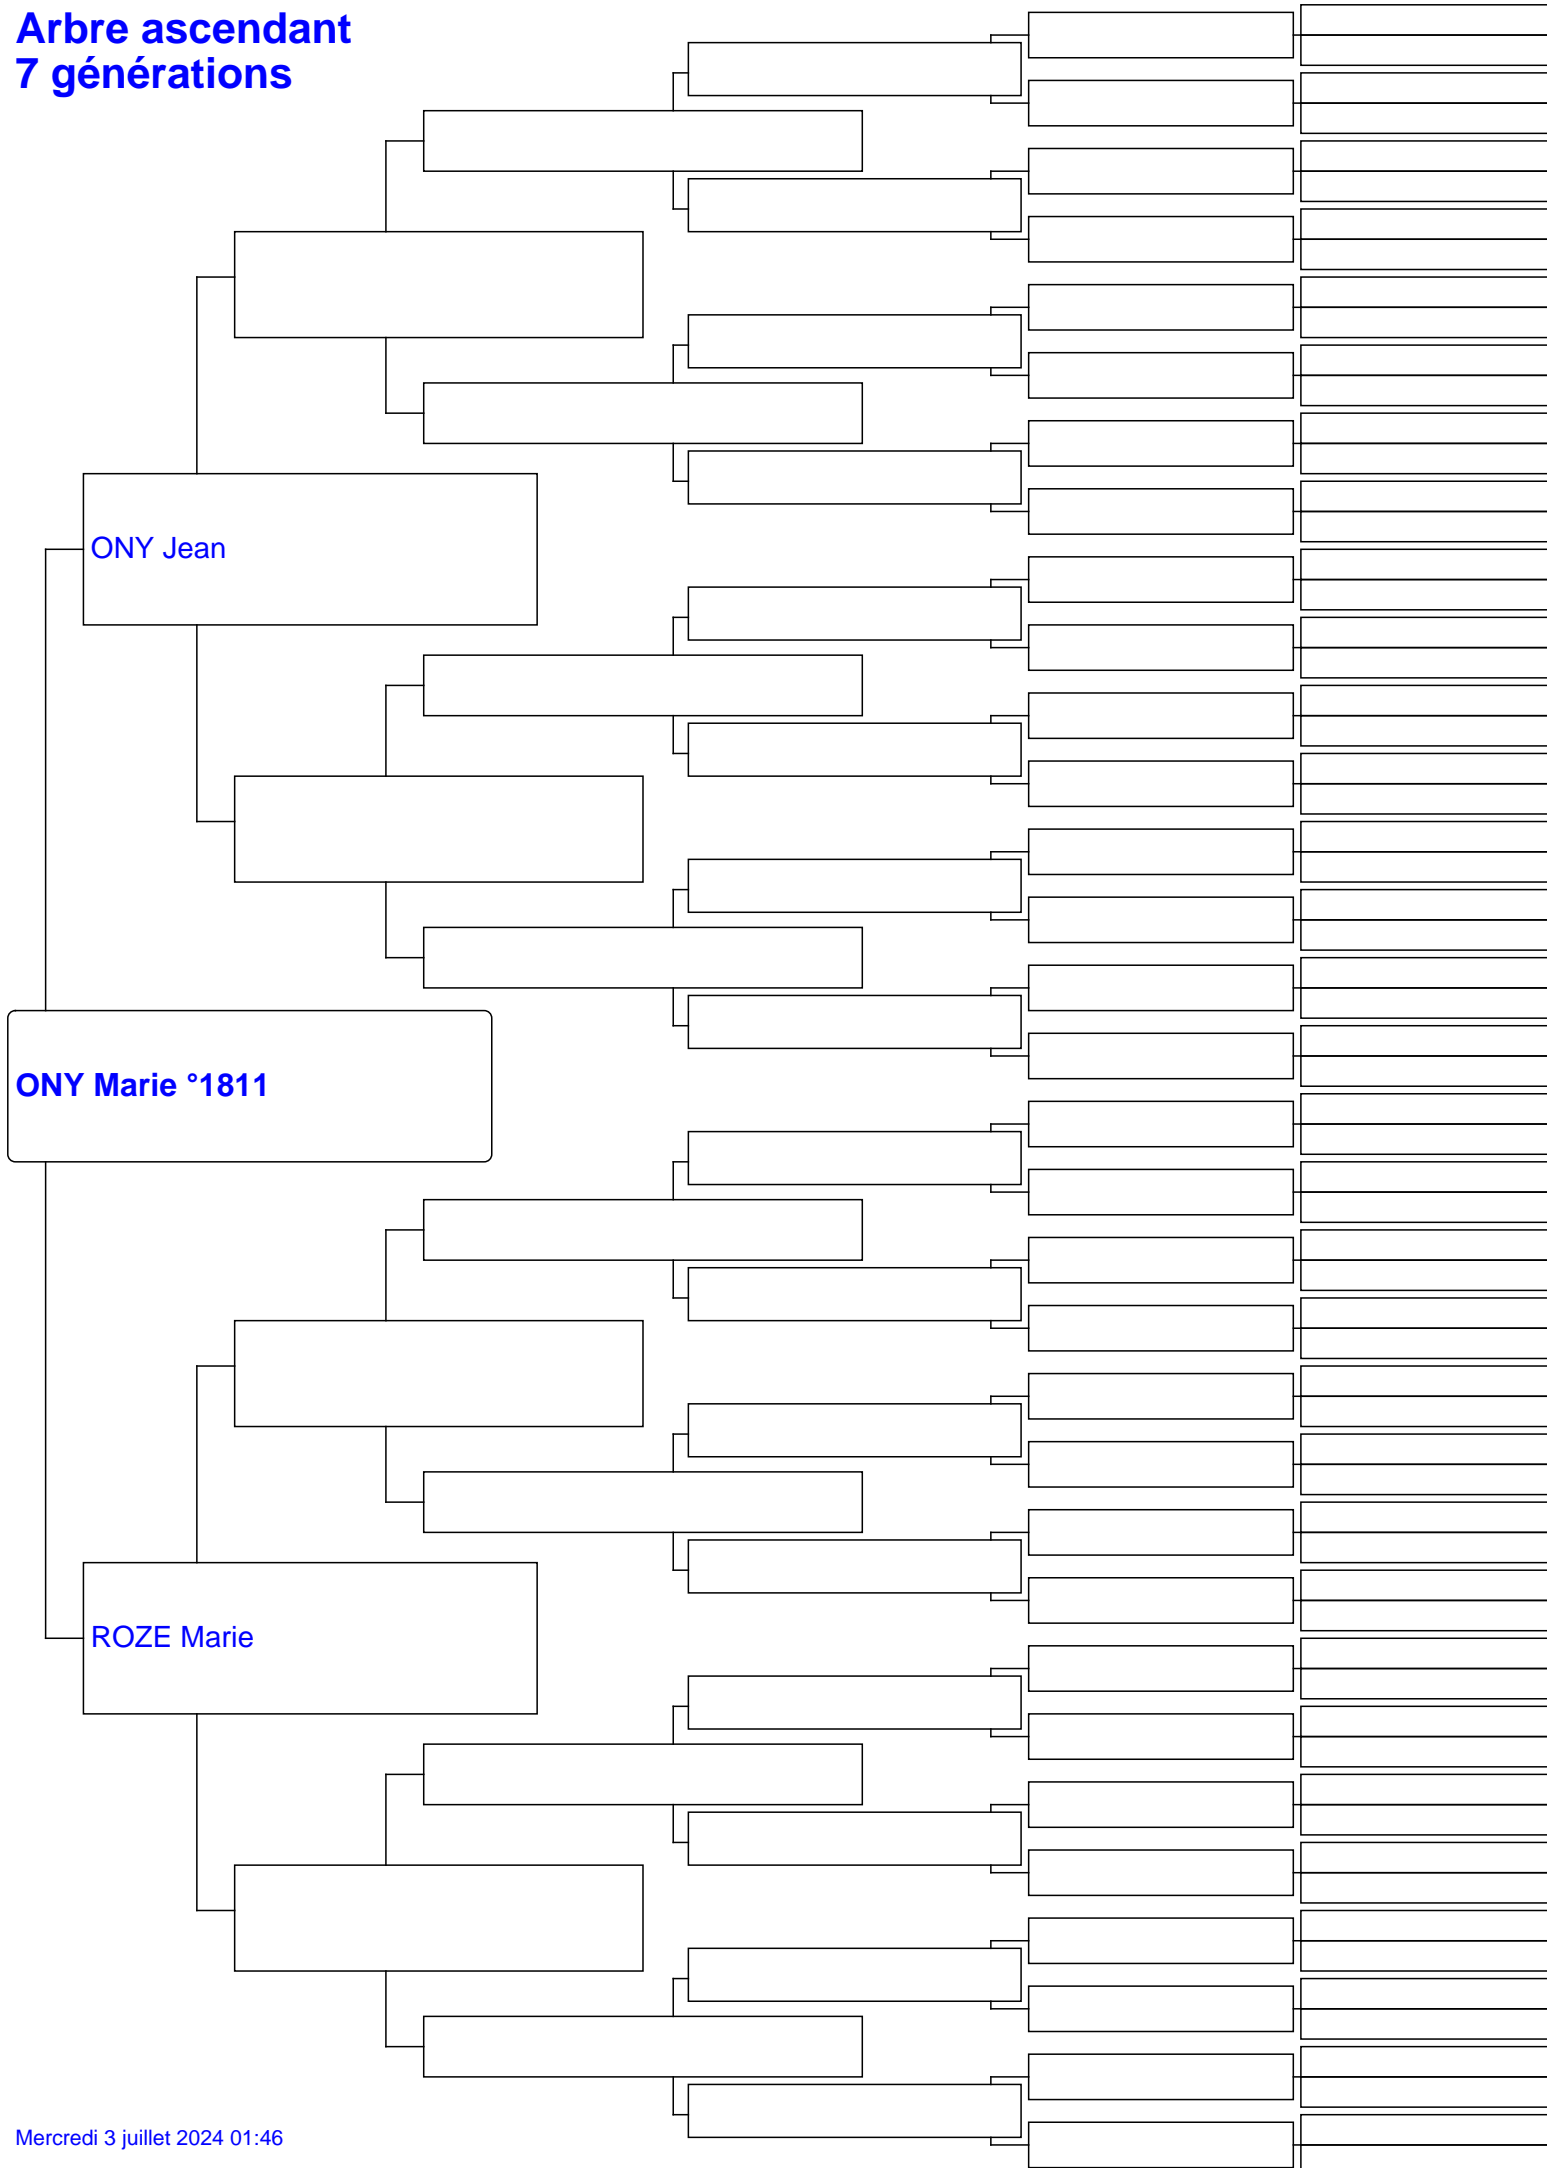 Arbre ascendant
7 générations
ONY Jean
ONY Marie °1811
ROZE Marie
Mercredi 3 juillet 2024 01:46